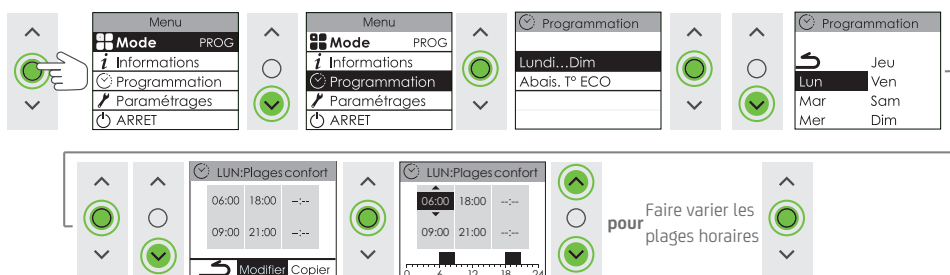 Menu
Mode PROG
i Informations
Programmation
Paramétrages
ARRET
Menu
Mode PROG
i Informations
Programmation
Paramétrages
ARRET
Programmation
Lundi...Dim
Abais. T° ECO
Programmation
Jeu
Lun Ven
Mar Sam
Mer Dim
LUN:Plages confort
06:00 18:00 --:--
09:00 21:00 --:--
Modifier Copier
LUN:Plages confort
06:00 18:00 --:--
09:00 21:00 --:--
0 6 12 18 24
pour Faire varier les
plages horaires